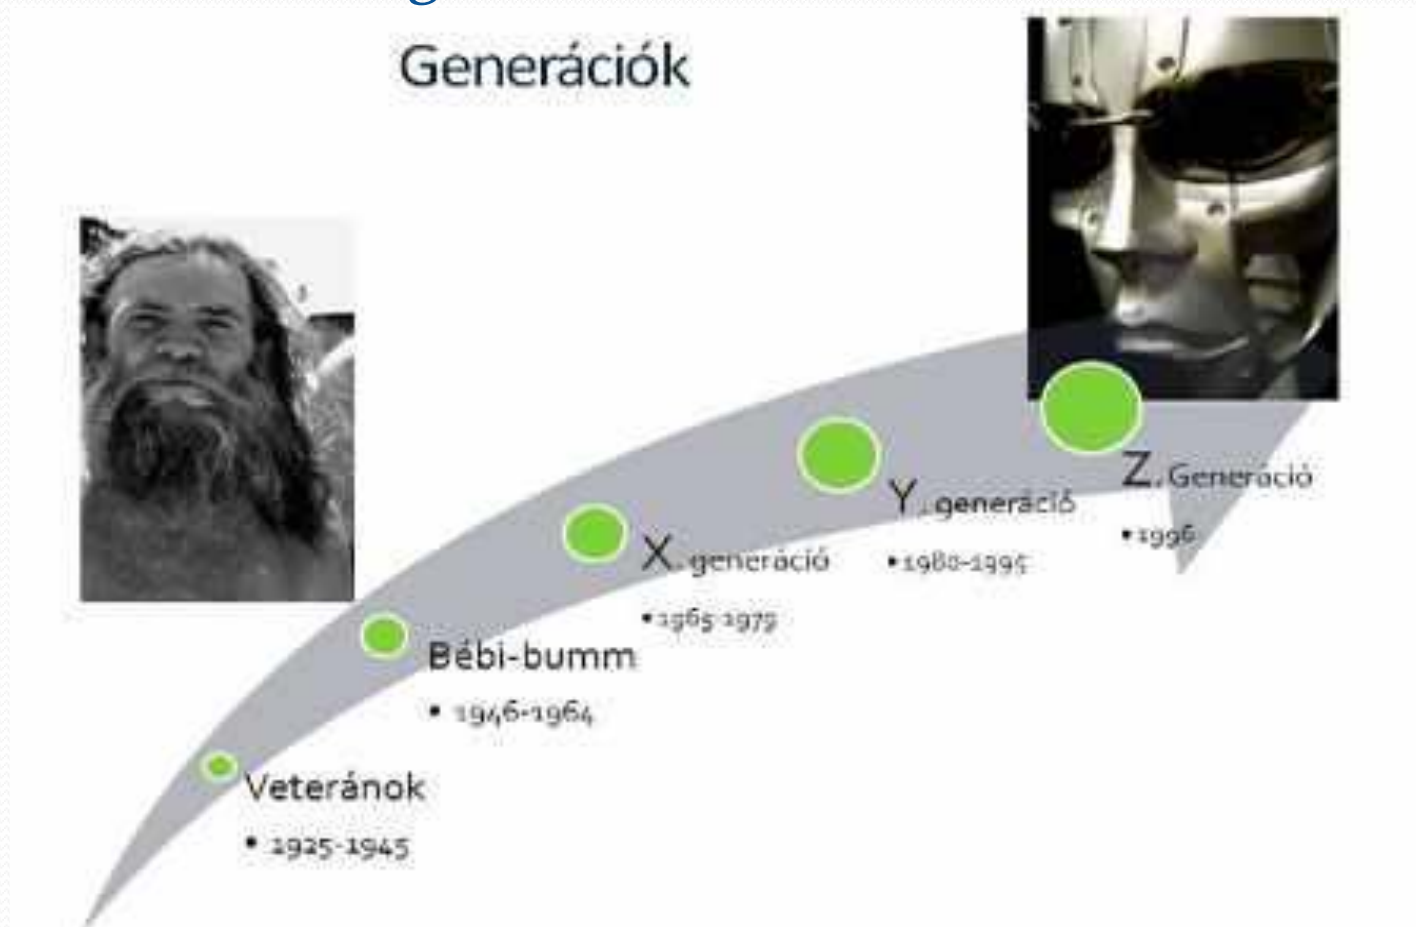 Generációk
Veteránok
• 1925-1945
Bébi-bumm
• 1946-1964
X. generáció
• 1965-1979
Y. generáció
• 1980-1995
Z. Generáció
• 1996